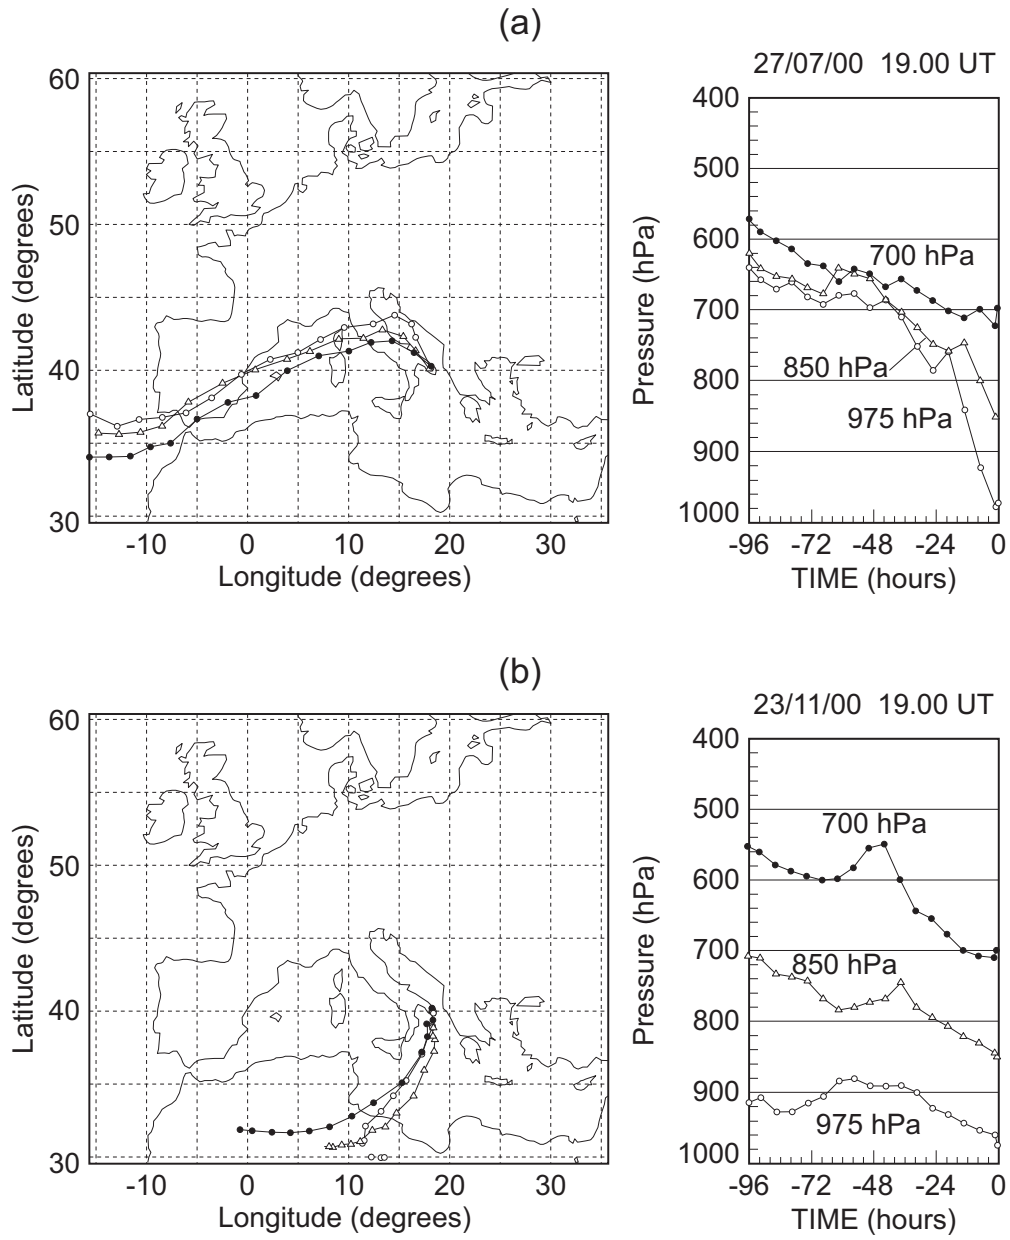 (a)
60
50
40
30
Latitude (degrees)
-10 0 10 20 30
Longitude (degrees)
27/07/00 19.00 UT
400
500
600
700
800
900
1000
Pressure (hPa)
700 hPa
850 hPa
975 hPa
-96 -72 -48 -24 0
TIME (hours)
(b)
60
50
40
30
Latitude (degrees)
-10 0 10 20 30
Longitude (degrees)
23/11/00 19.00 UT
400
500
600
700
800
900
1000
Pressure (hPa)
700 hPa
850 hPa
975 hPa
-96 -72 -48 -24 0
TIME (hours)